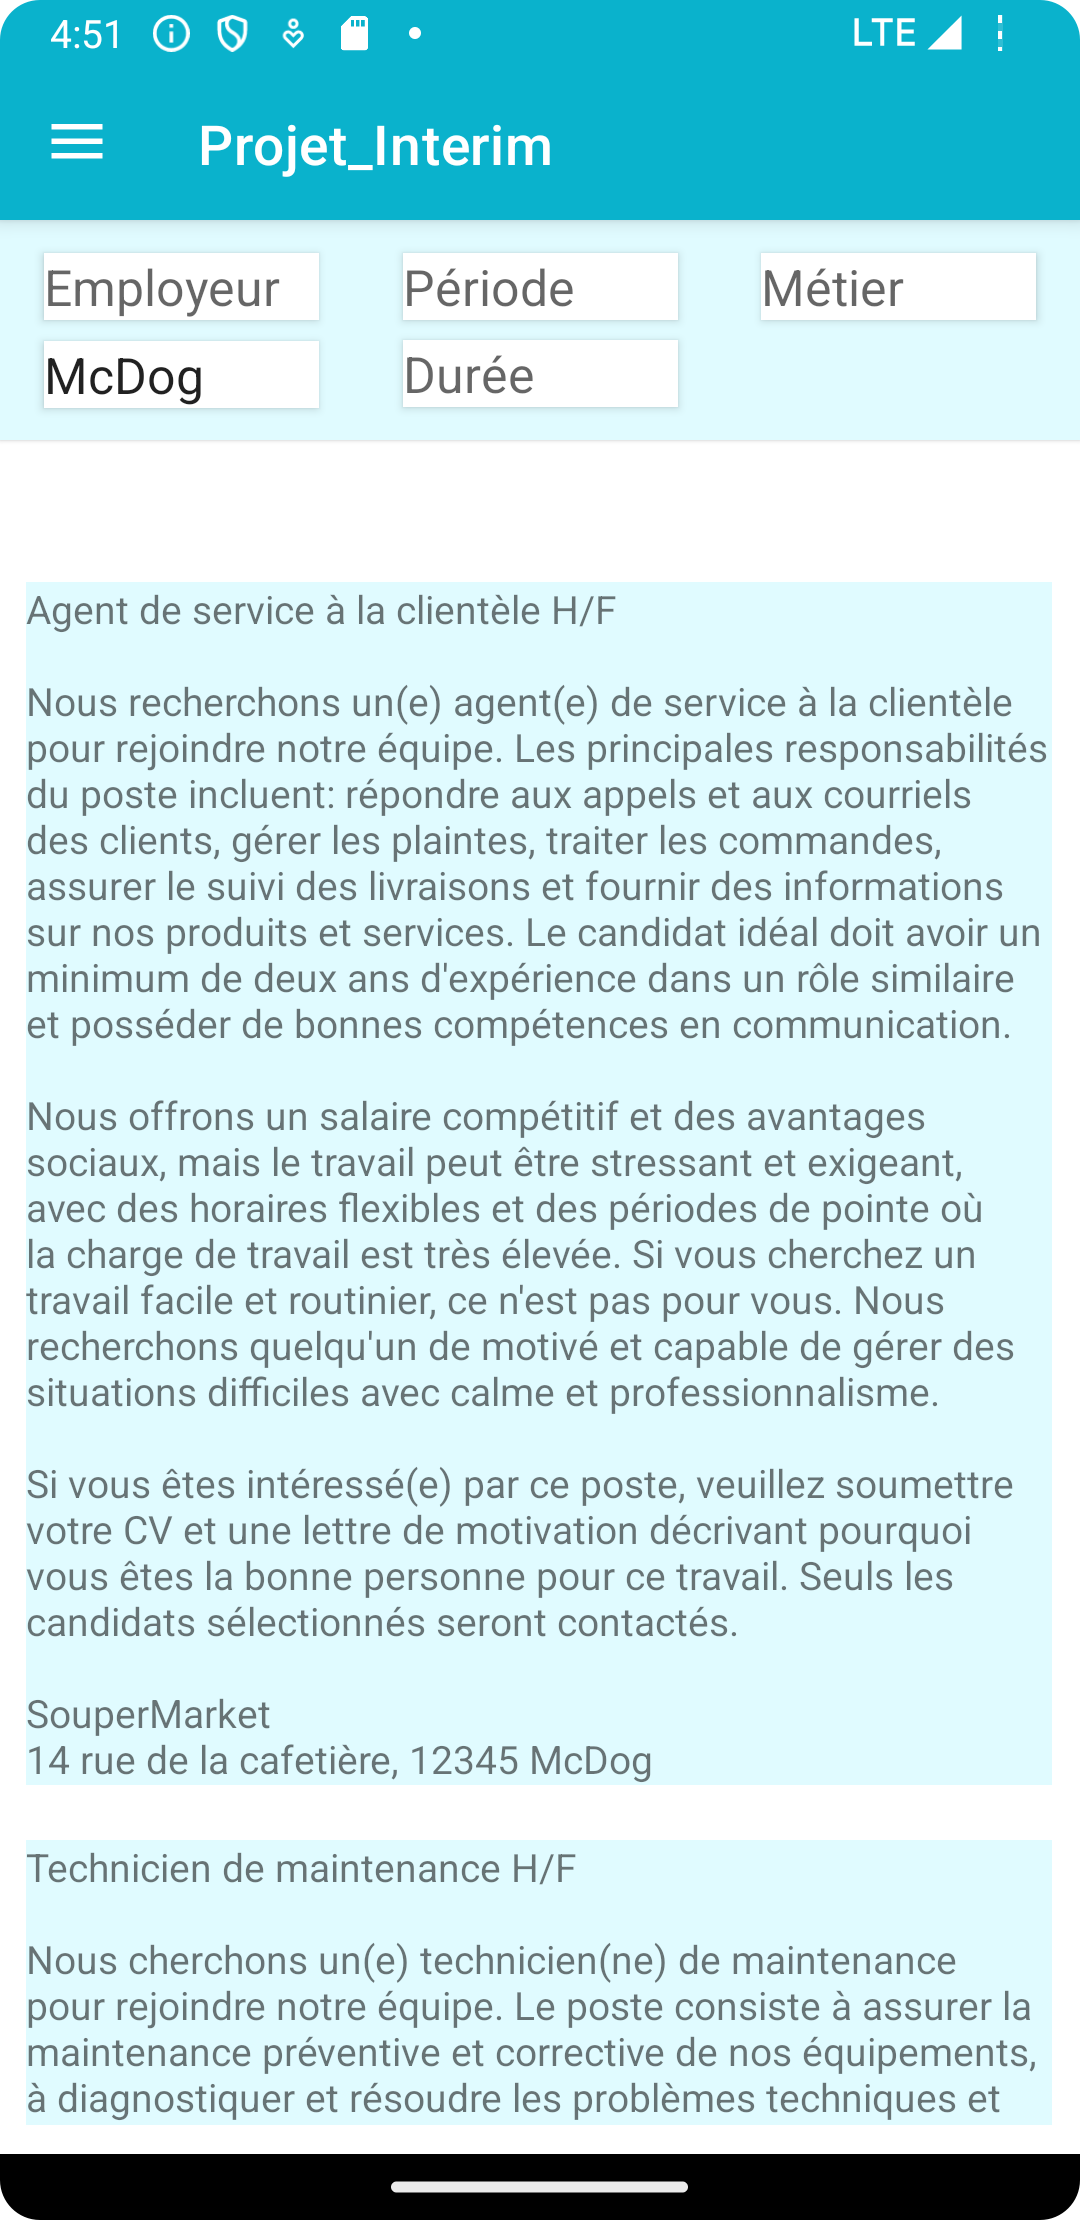 4:51
LTE
Projet_Interim
Employeur
Période
Métier
McDog
Durée
Agent de service à la clientèle H/F
Nous recherchons un(e) agent(e) de service à la clientèle
pour rejoindre notre équipe. Les principales responsabilités
du poste incluent: répondre aux appels et aux courriels
des clients, gérer les plaintes, traiter les commandes,
assurer le suivi des livraisons et fournir des informations
sur nos produits et services. Le candidat idéal doit avoir un
minimum de deux ans d'expérience dans un rôle similaire
et posséder de bonnes compétences en communication.
Nous offrons un salaire compétitif et des avantages
sociaux, mais le travail peut être stressant et exigeant,
avec des horaires flexibles et des périodes de pointe où
la charge de travail est très élevée. Si vous cherchez un
travail facile et routinier, ce n'est pas pour vous. Nous
recherchons quelqu'un de motivé et capable de gérer des
situations difficiles avec calme et professionnalisme.
Si vous êtes intéressé(e) par ce poste, veuillez soumettre
votre CV et une lettre de motivation décrivant pourquoi
vous êtes la bonne personne pour ce travail. Seuls les
candidats sélectionnés seront contactés.
SouperMarket
14 rue de la cafetière, 12345 McDog
Technicien de maintenance H/F
Nous cherchons un(e) technicien(ne) de maintenance
pour rejoindre notre équipe. Le poste consiste à assurer la
maintenance préventive et corrective de nos équipements,
à diagnostiquer et résoudre les problèmes techniques et